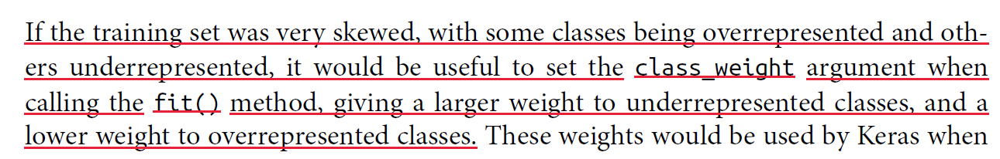 If the training set was very skewed, with some classes being overrepresented and oth-
ers underrepresented, it would be useful to set the class_weight argument when
calling the fit() method, giving a larger weight to underrepresented classes, and a
lower weight to overrepresented classes. These weights would be used by Keras when